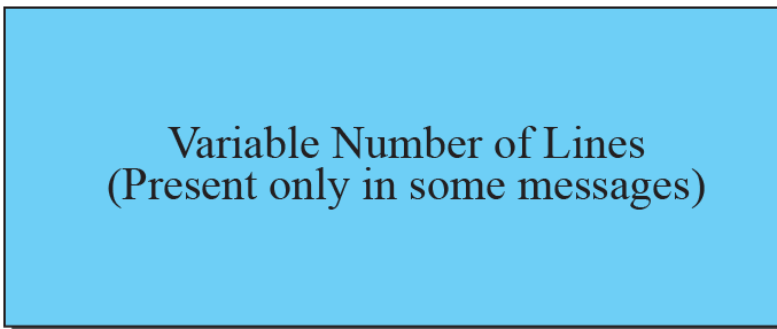 Variable Number of Lines
(Present only in some messages)